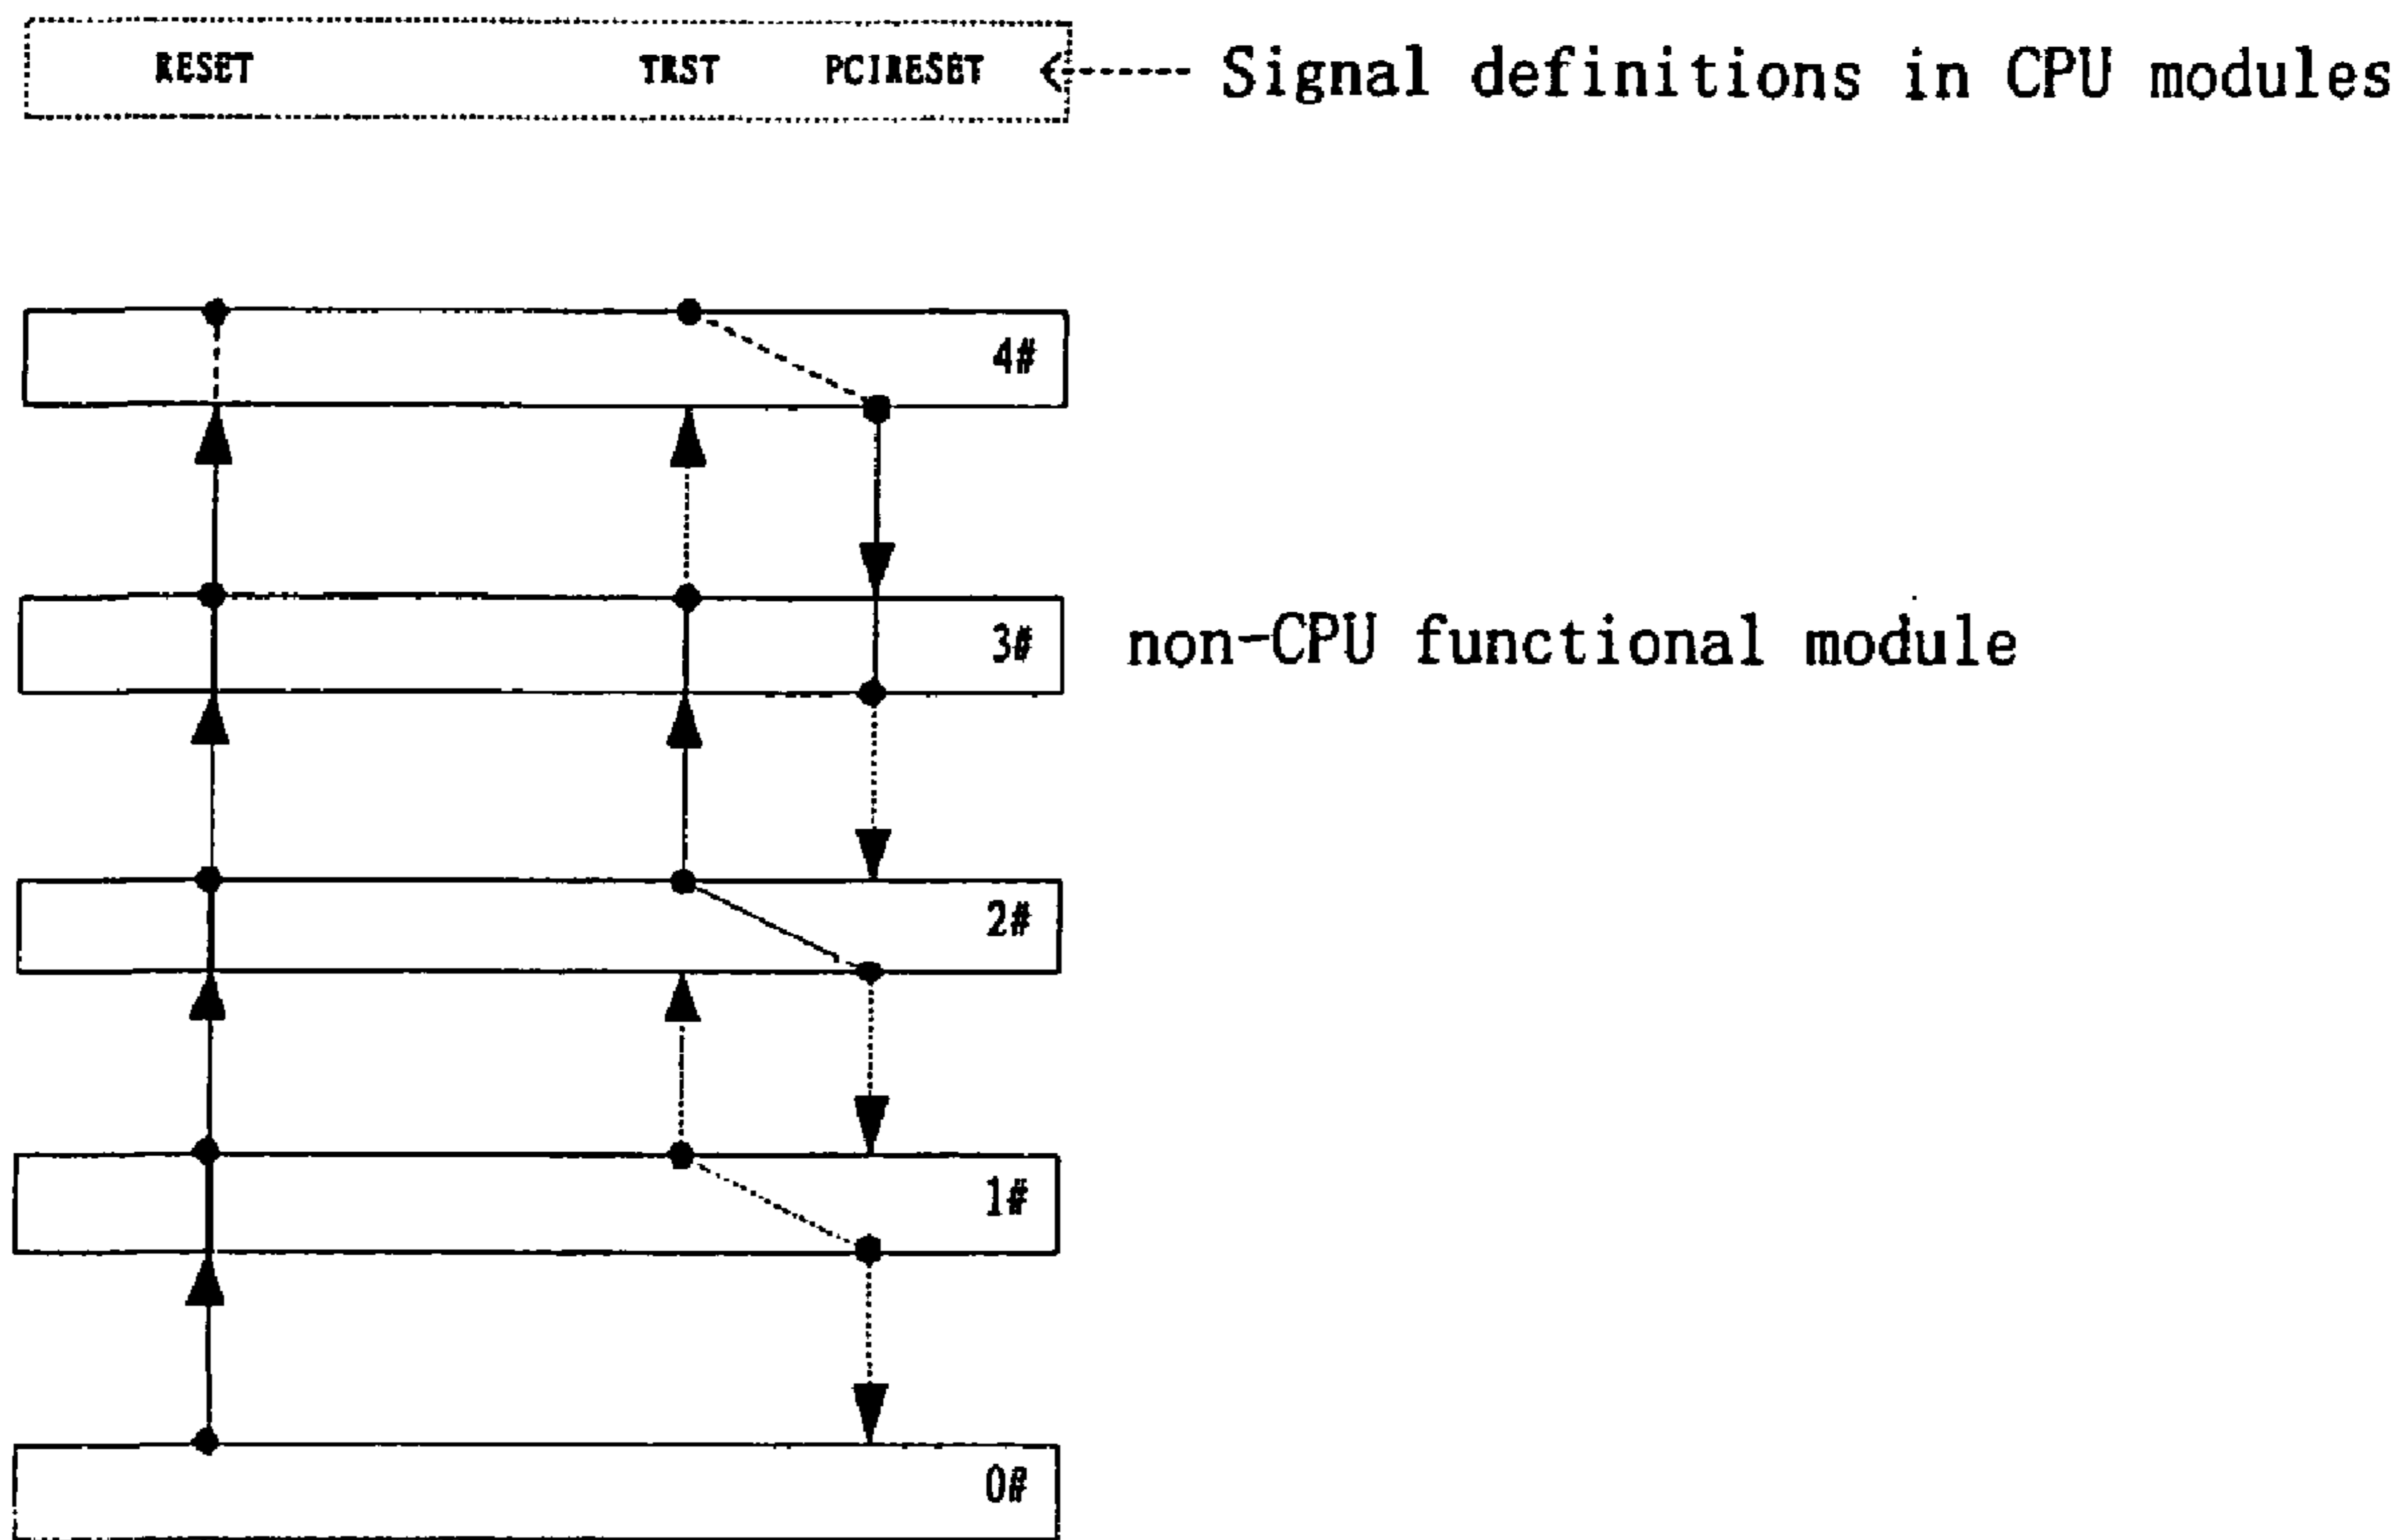 RESET TRST PCIRESET Signal definitions in CPU modules
4#
3# non-CPU functional module
2#
1#
0#